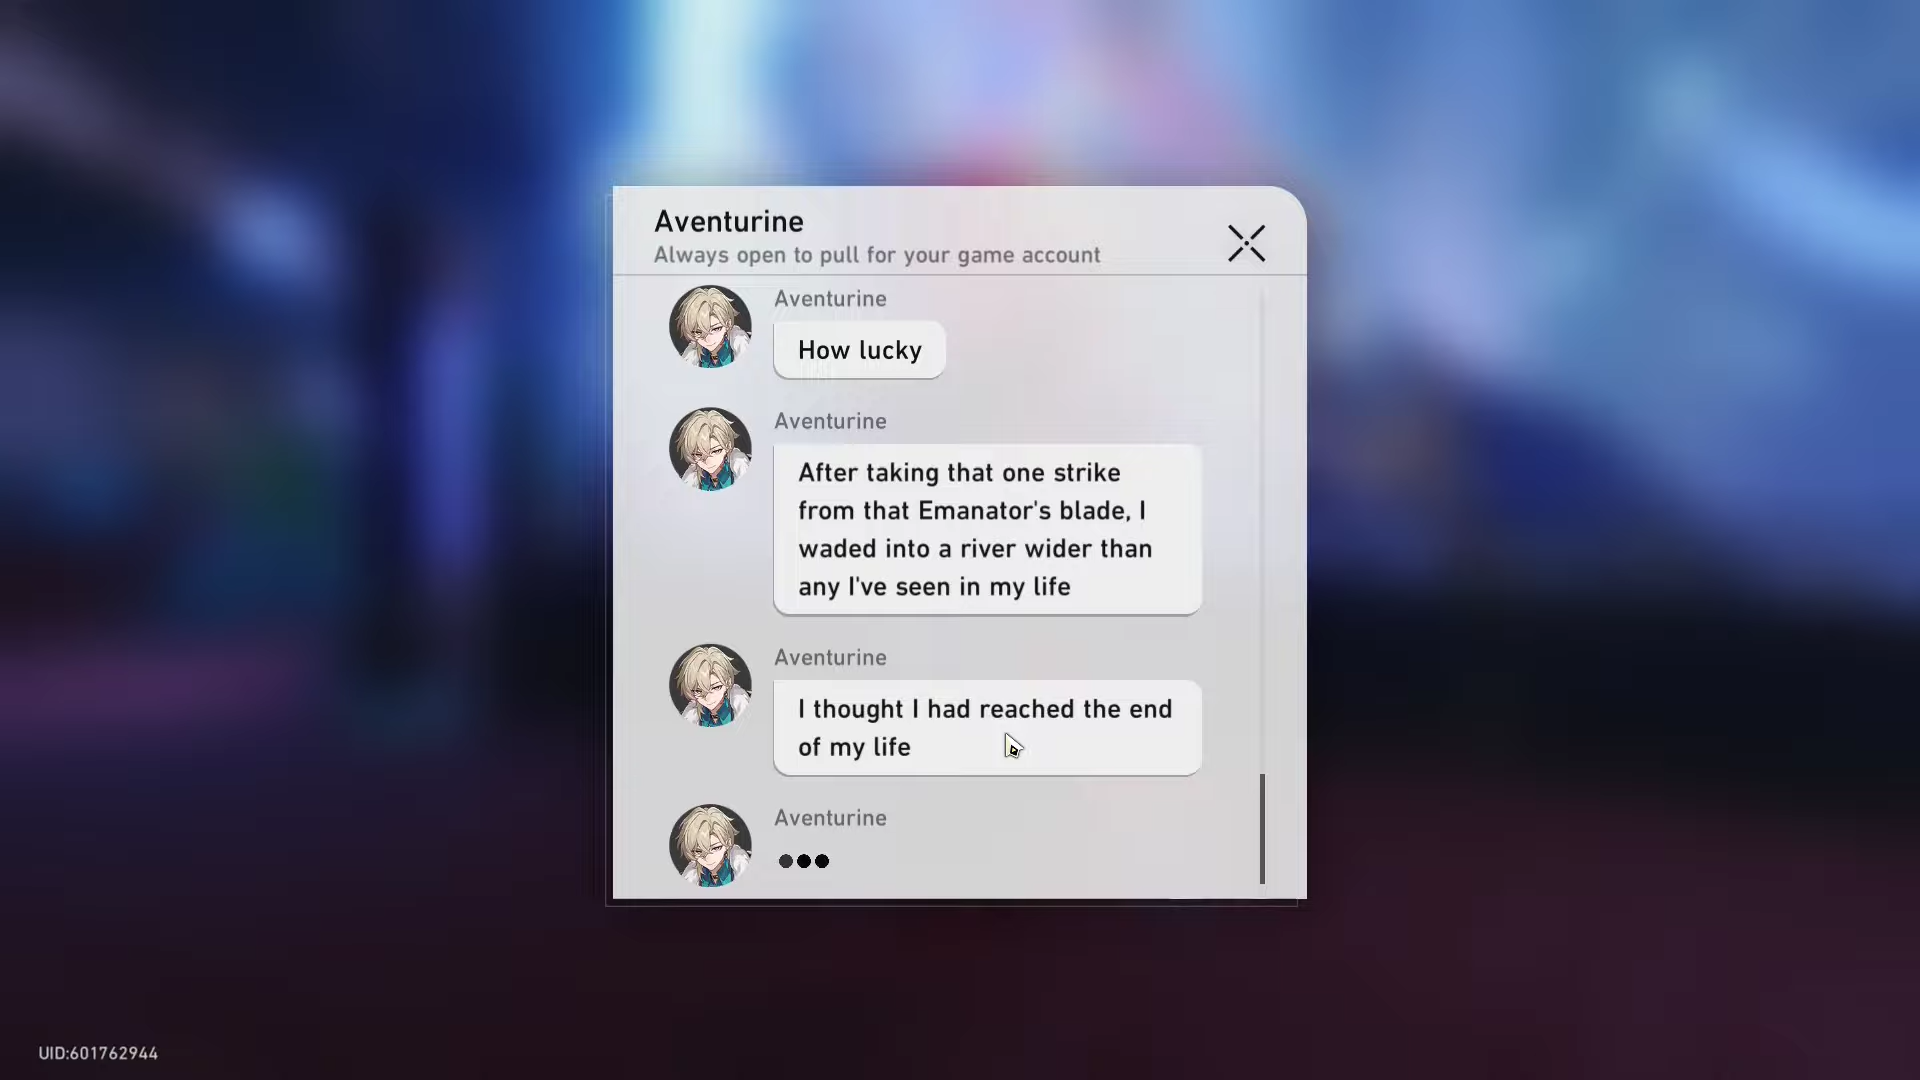 Aventurine
Always open to pull for your game account
Aventurine
How lucky
Aventurine
After taking that one strike
from that Emanator's blade, I
waded into a river wider than
any I've seen in my life
Aventurine
I thought I had reached the end
of my life
Aventurine
UID:601762944